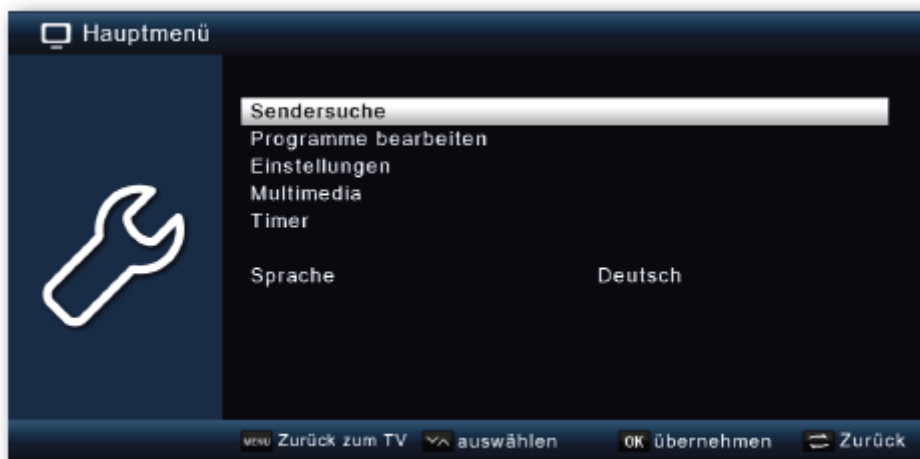 Hauptmenü
Sendersuche
Programme bearbeiten
Einstellungen
Multimedia
Timer
Sprache Deutsch
MENU Zurück zum TV auswählen OK übernehmen Zurück